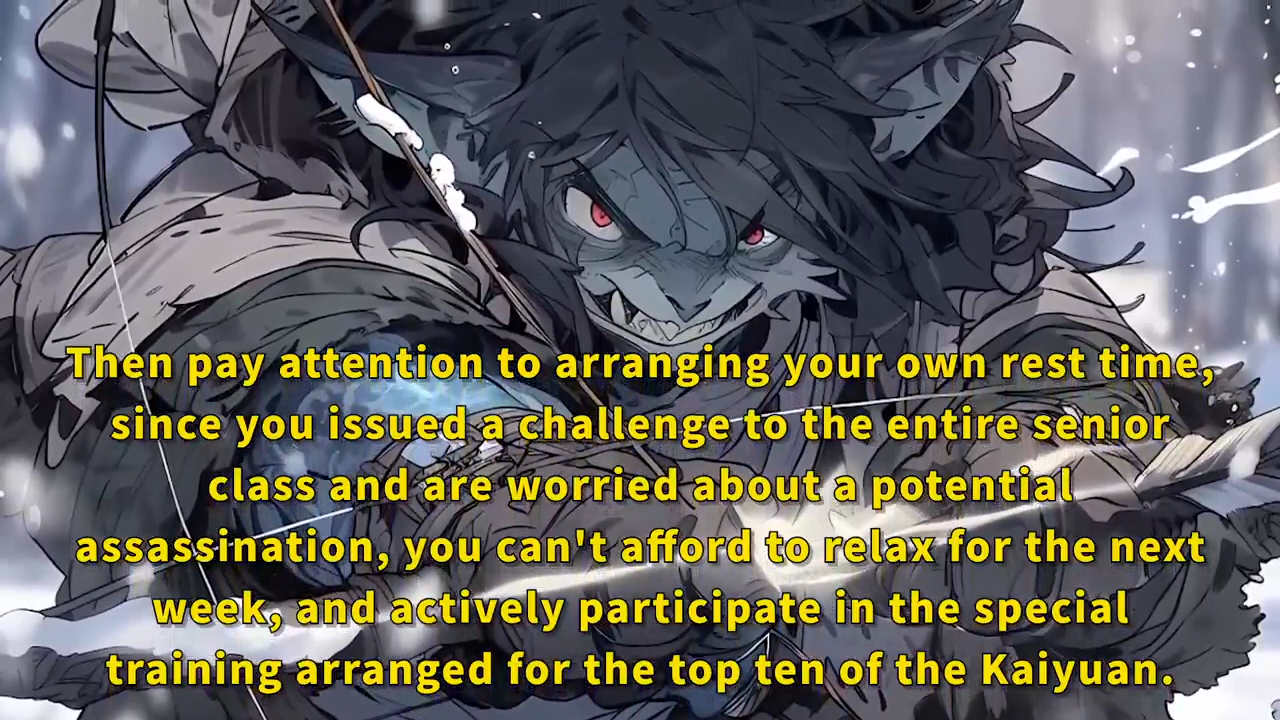 Then pay attention to arranging your own rest time,
since you issued a challenge to the entire senior
class and are worried about a potential
assassination, you can't afford to relax for the next
week, and actively participate in the special
training arranged for the top ten of the Kaiyuan.